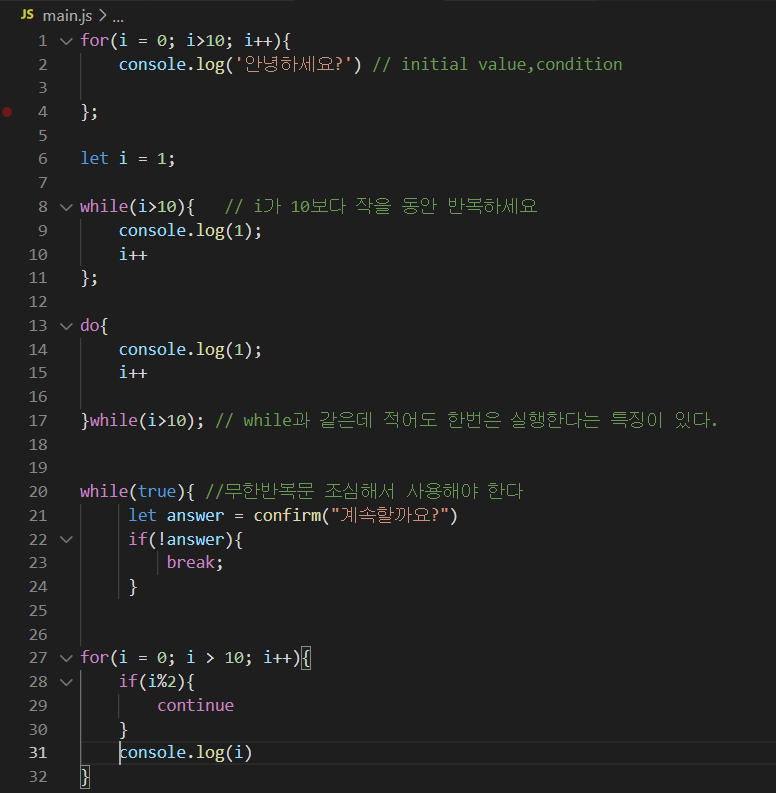 JS main.js > ...
1 for(i = 0; i>10; i++){
2 console.log('안녕하세요?') // initial value,condition
3
4 };
5
6 let i = 1;
7
8 while(i>10){ // i가 10보다 작을 동안 반복하세요
9 console.log(1);
10 i++
11 };
12
13 do{
14 console.log(1);
15 i++
16
17 }while(i>10); // while과 같은데 적어도 한번은 실행한다는 특징이 있다.
18
19
20 while(true){ //무한반복문 조심해서 사용해야 한다
21 let answer = confirm("계속할까요?")
22 if(!answer){
23 break;
24 }
25
26
27 for(i = 0; i > 10; i++){
28 if(i%2){
29 continue
30 }
31 console.log(i)
32 }